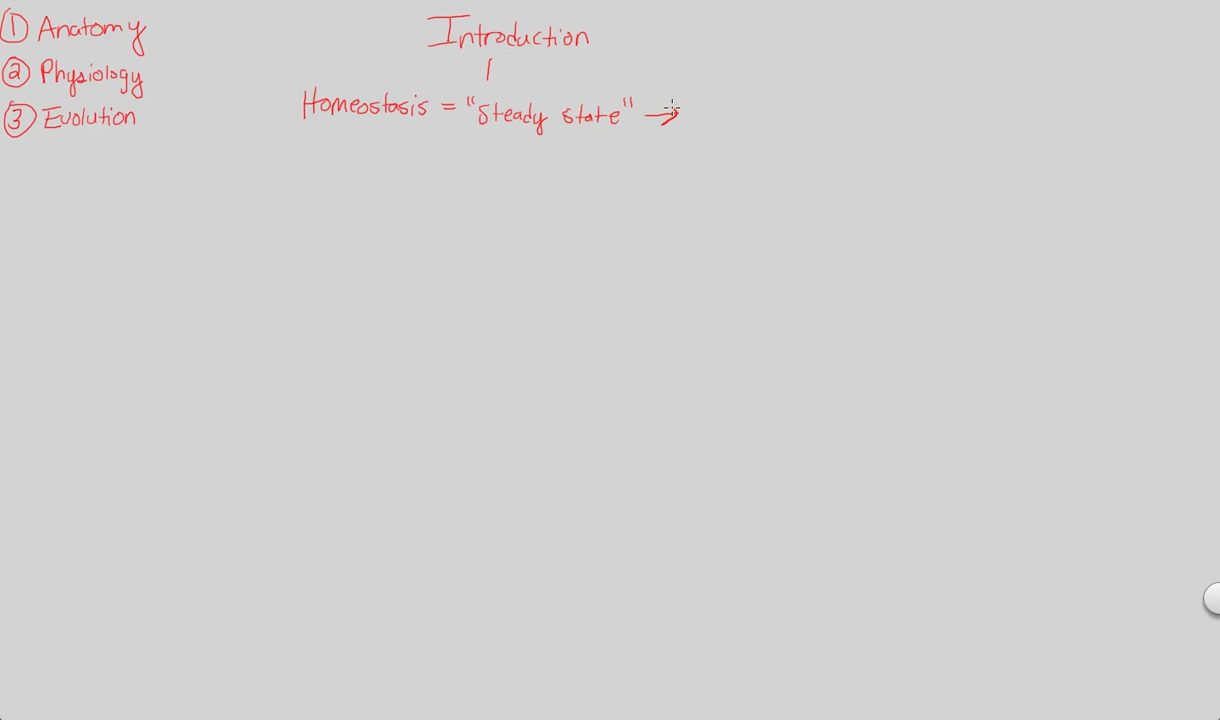 ① Anatomy
② Physiology
③ Evolution
Introduction
Homeostasis = "Steady state" →